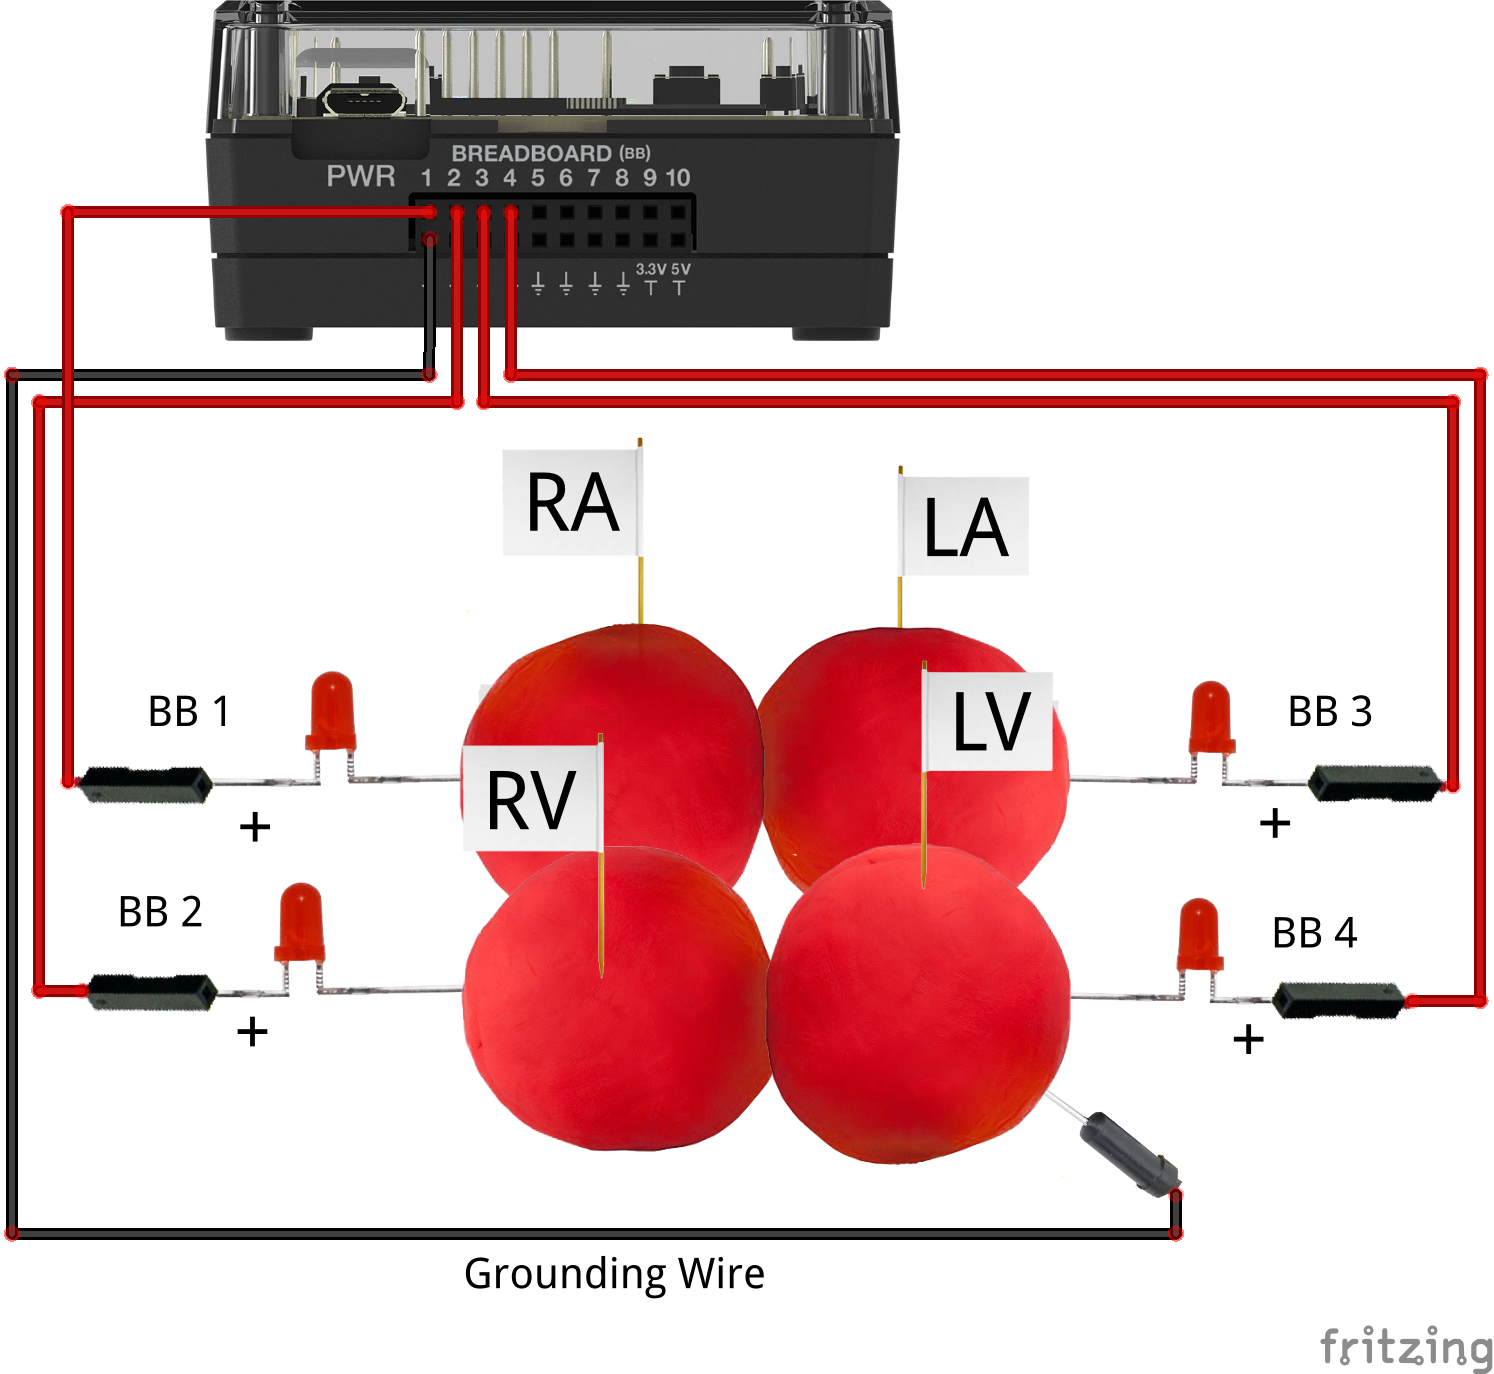 BREADBOARD (BB)
PWR 1 2 3 4 5 6 7 8 9 10
3.3V 5V
RA
LA
LV
BB 1
BB 3
RV
+
+
BB 2
BB 4
+
+
Grounding Wire
fritzing